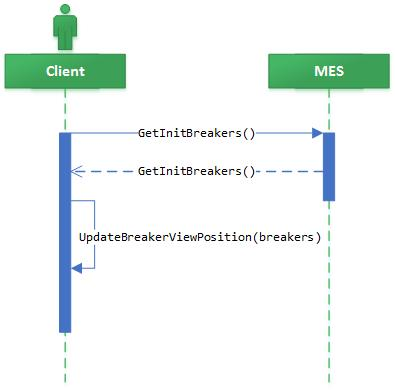 Client
MES
GetInitBreakers()
GetInitBreakers()
UpdateBreakerViewPosition(breakers)